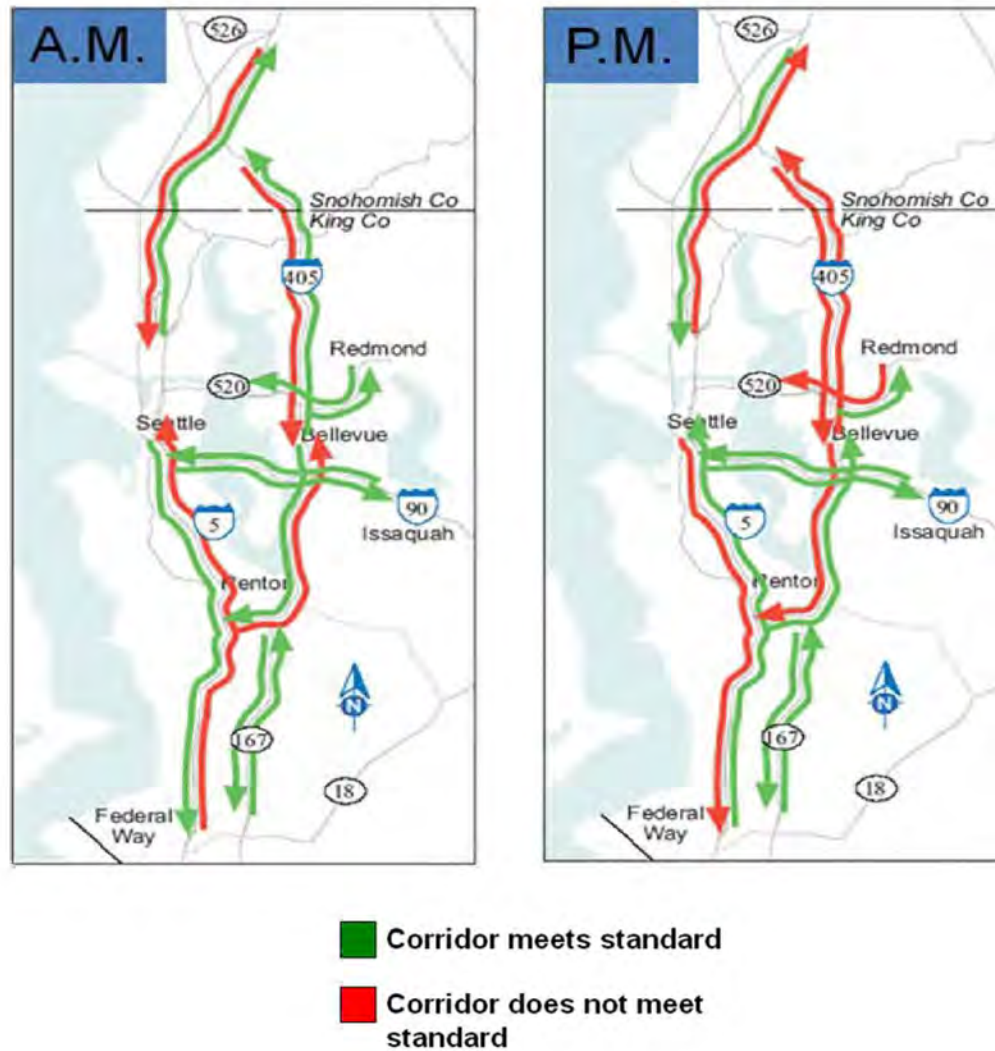 A.M.
526
Snohomish Co
King Co
405
Redmond
520
Seattle
Bellevue
90
5
Issaquah
Renton
N
167
18
Federal
Way
P.M.
526
Snohomish Co
King Co
405
Redmond
520
Seattle
Bellevue
90
5
Issaquah
Renton
N
167
18
Federal
Way
Corridor meets standard
Corridor does not meet
standard